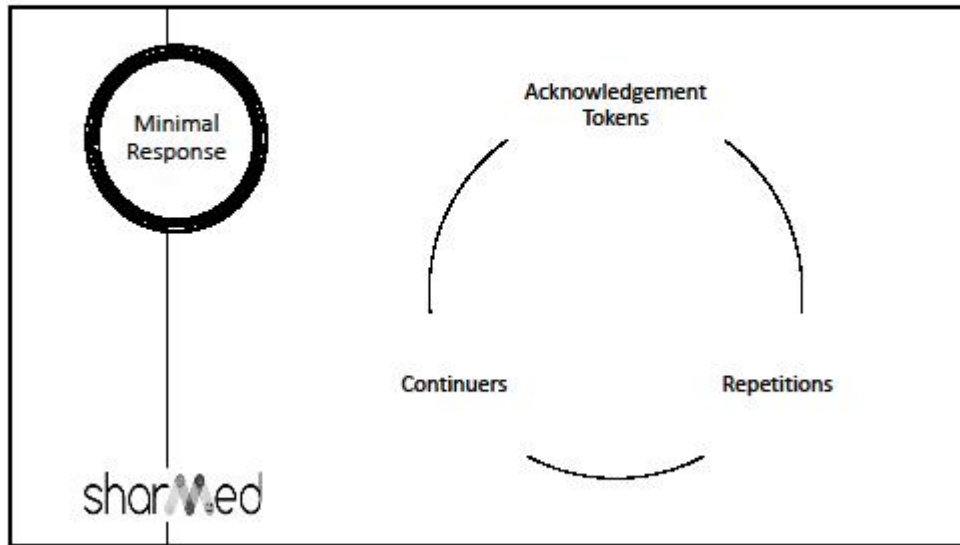 Minimal
Response
Acknowledgement
Tokens
Continuers
Repetitions
sharMed